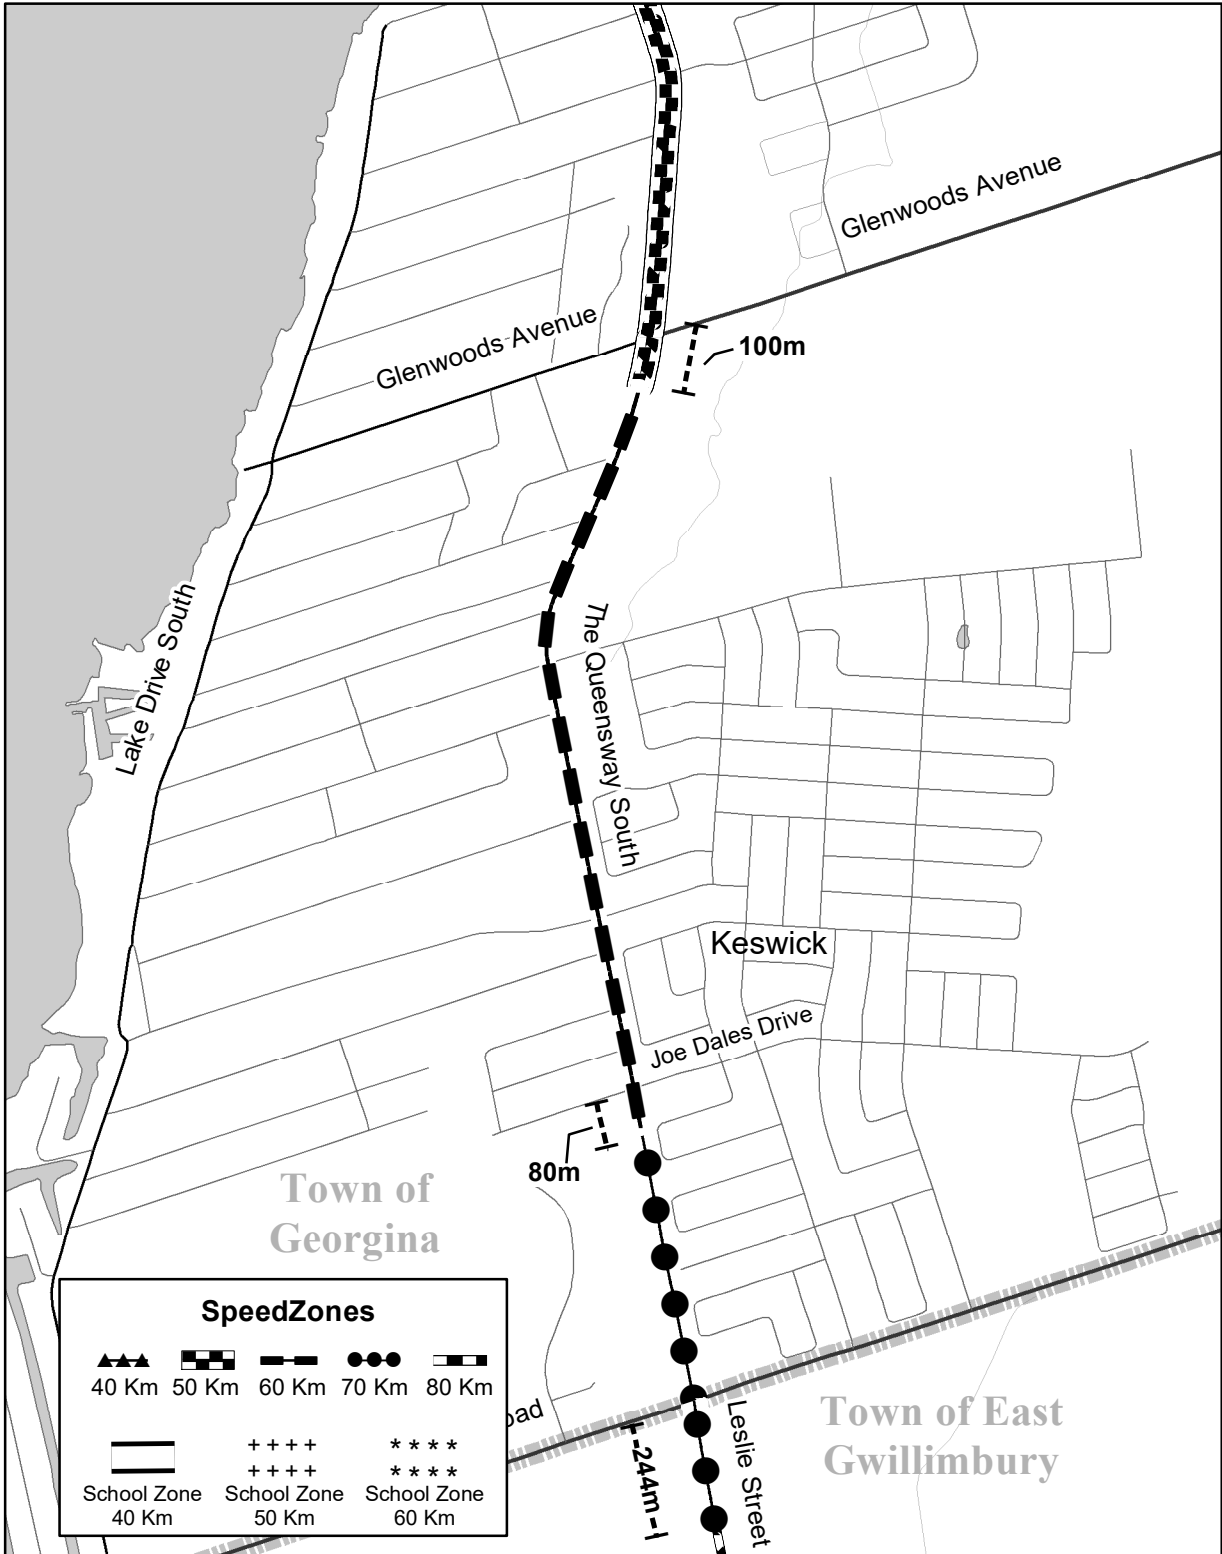 Glenwoods Avenue
Glenwoods Avenue
100m
Lake Drive South
The Queensway South
Keswick
Joe Dales Drive
80m
Town of
Georgina
Town of East
Gwillimbury
Leslie Street
244m
SpeedZones
40 Km
50 Km
60 Km
70 Km
80 Km
School Zone
40 Km
School Zone
50 Km
School Zone
60 Km